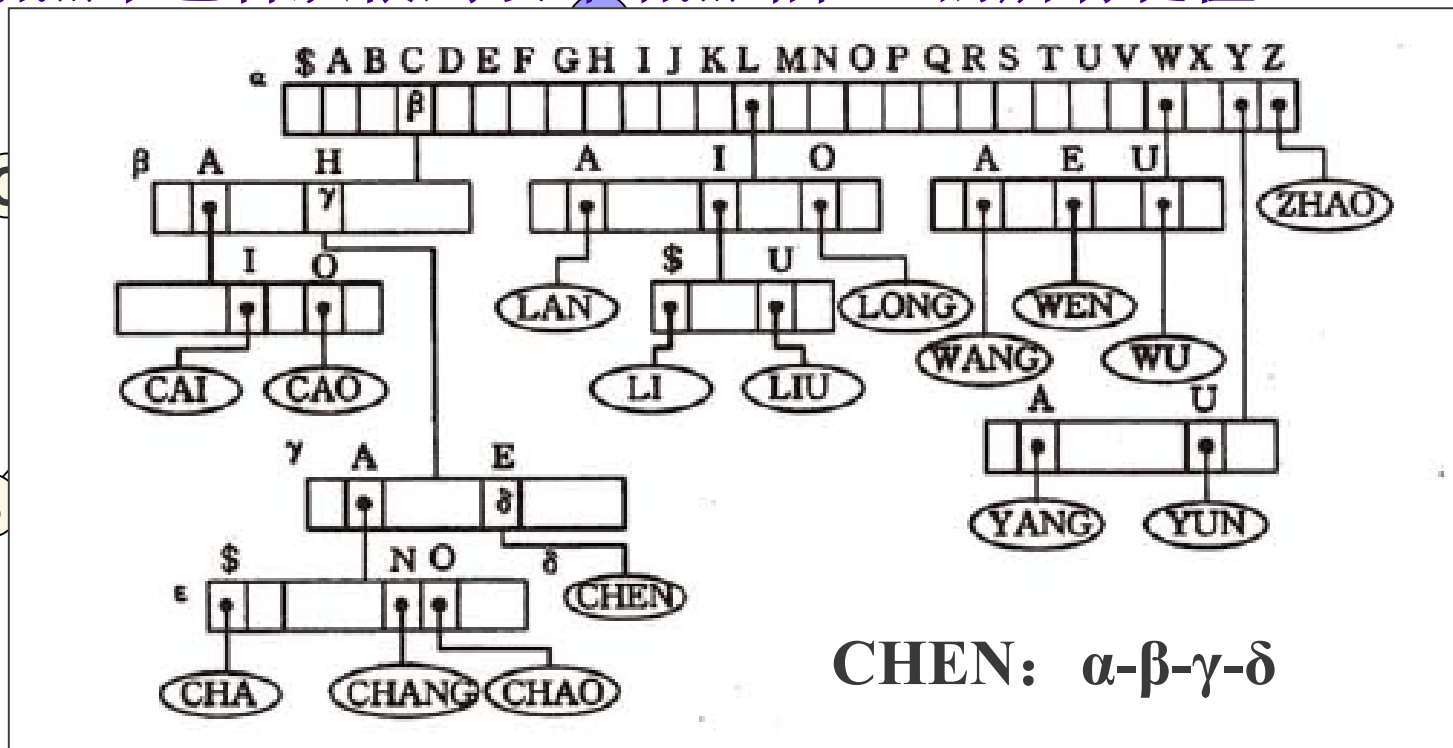 $ A B C D E F G H I J K L M N O P Q R S T U V W X Y Z
α
β
β A H
γ
A I O
A E U
ZHAO
I O
$ U
LAN
LONG
WEN
WANG
WU
CAI
CAO
LI
LIU
A U
γ A E
δ
YANG
YUN
$ N O
δ
ε
CHEN
CHA
CHANG
CHAO
CHEN：α-β-γ-δ